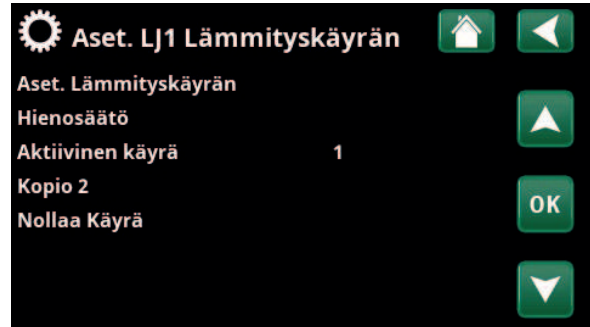 Aset. LJ1 Lämmityskäyrän
Aset. Lämmityskäyrän
Hienosäätö
Aktiivinen käyrä 1
Kopio 2
OK
Nollaa Käyrä